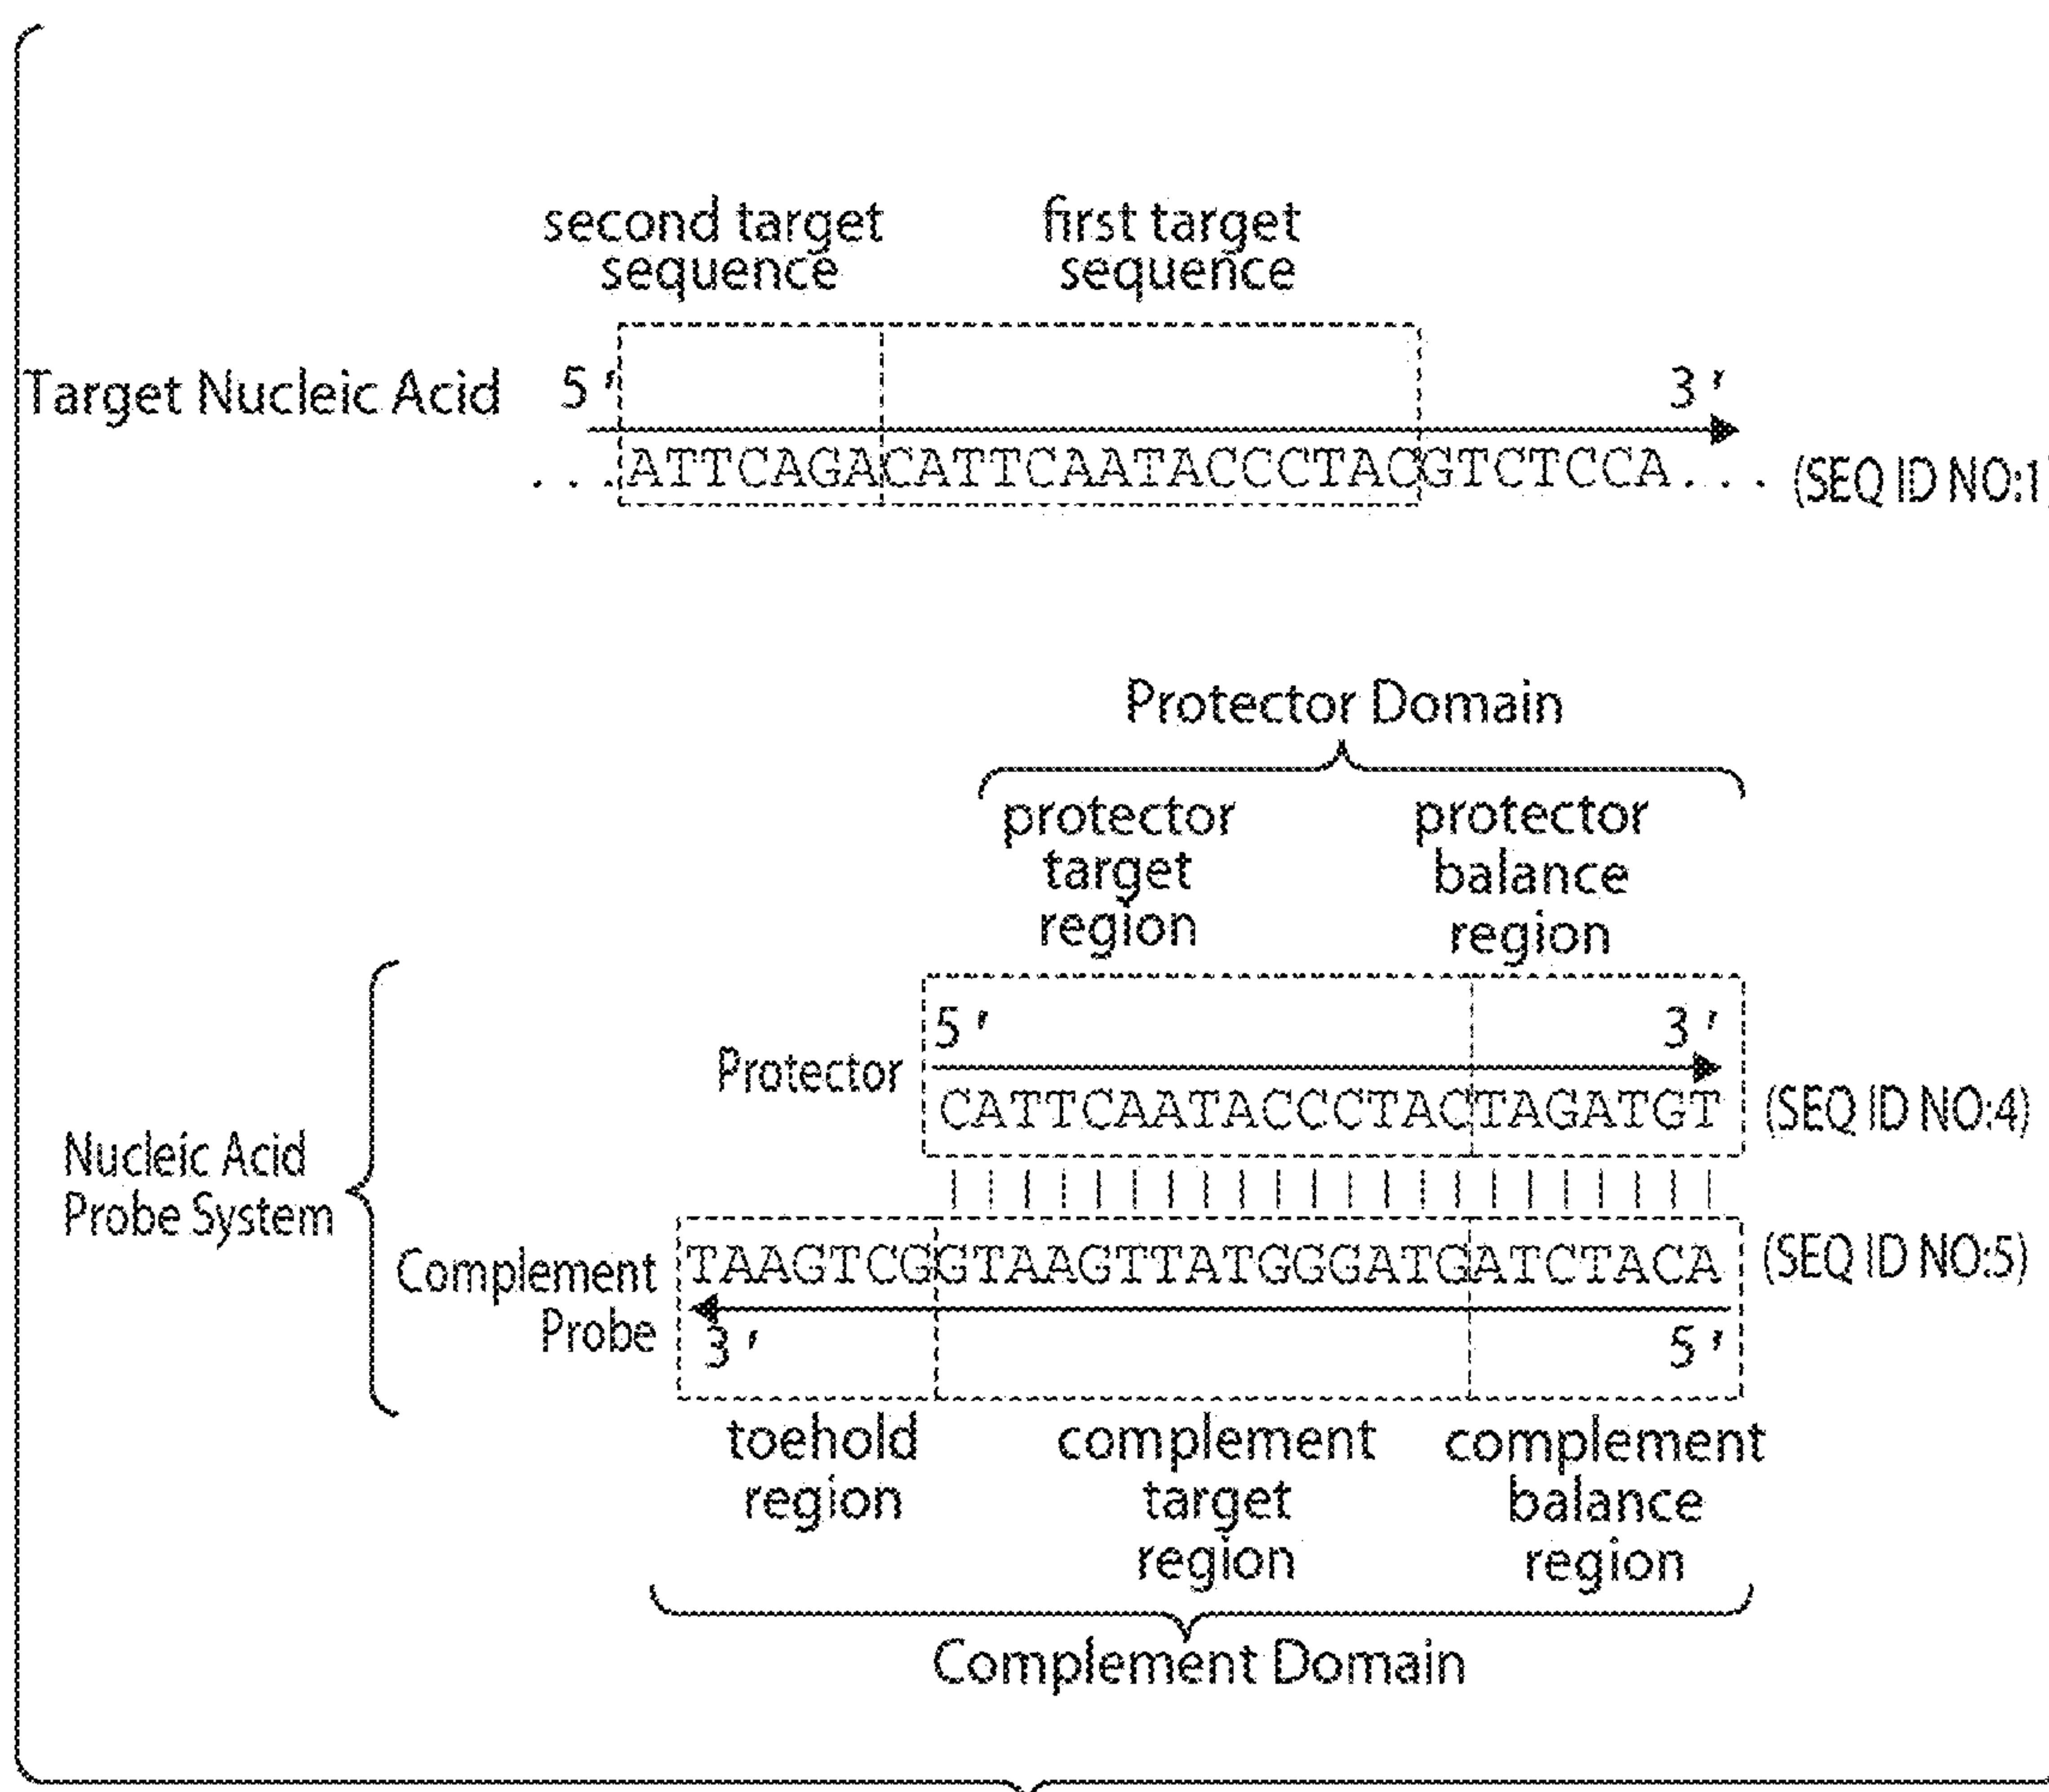 second target
sequence
first target
sequence
Target Nucleic Acid
5'
3'
...ATTCAGACATTCAATACCCTACGTCTCCA...
(SEQ ID NO:1)
Protector Domain
protector
target
region
protector
balance
region
5'
3'
Protector
CATTCAATACCCTACTAGATGT
(SEQ ID NO:4)
Nucleic Acid
Probe System
Complement
Probe
TAAGTCGGTAAGTTATGGGATGATCTACA
(SEQ ID NO:5)
3'
5'
toehold
region
complement
target
region
complement
balance
region
Complement Domain